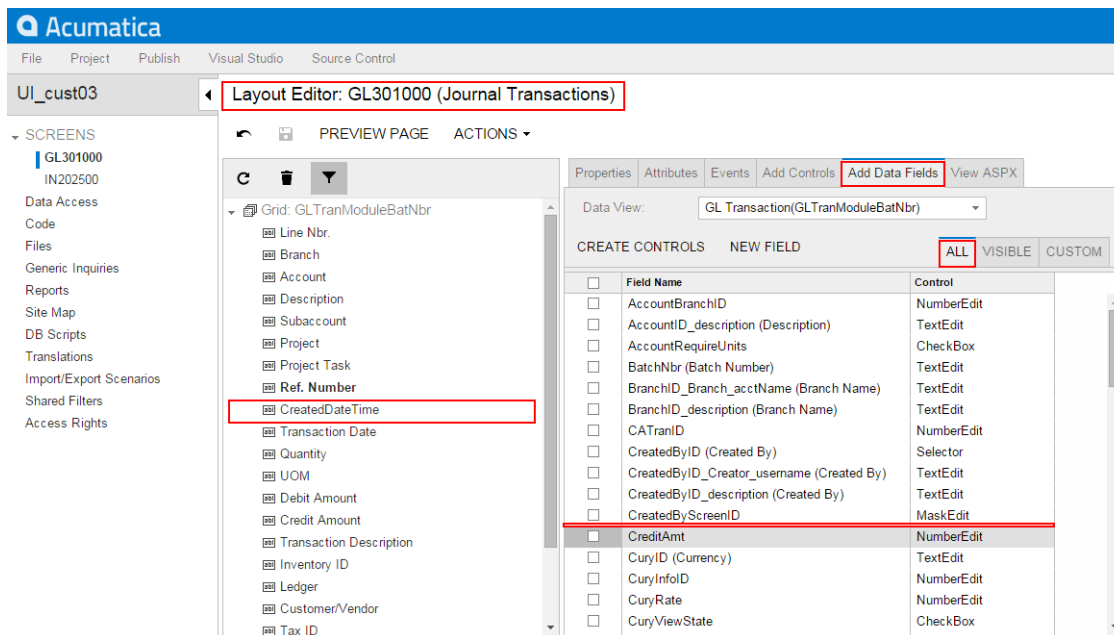 Acumatica
File Project Publish Visual Studio Source Control
UI_cust03
Layout Editor: GL301000 (Journal Transactions)
SCREENS
GL301000
IN202500
Data Access
Code
Files
Generic Inquiries
Reports
Site Map
DB Scripts
Translations
Import/Export Scenarios
Shared Filters
Access Rights
PREVIEW PAGE ACTIONS
Grid: GLTranModuleBatNbr
Line Nbr.
Branch
Account
Description
Subaccount
Project
Project Task
Ref. Number
CreatedDateTime
Transaction Date
Quantity
UOM
Debit Amount
Credit Amount
Transaction Description
Inventory ID
Ledger
Customer/Vendor
Tax ID
Properties Attributes Events Add Controls Add Data Fields View ASPX
Data View: GL Transaction(GLTranModuleBatNbr)
CREATE CONTROLS NEW FIELD ALL VISIBLE CUSTOM
Field Name Control
AccountBranchID NumberEdit
AccountID_description (Description) TextEdit
AccountRequireUnits CheckBox
BatchNbr (Batch Number) TextEdit
BranchID_Branch_acctName (Branch Name) TextEdit
BranchID_description (Branch Name) TextEdit
CATranID NumberEdit
CreatedByID (Created By) Selector
CreatedByID_Creator_username (Created By) TextEdit
CreatedByID_description (Created By) TextEdit
CreatedByScreenID MaskEdit
CreditAmt NumberEdit
CuryID (Currency) TextEdit
CuryInfoID NumberEdit
CuryRate NumberEdit
CuryViewState CheckBox